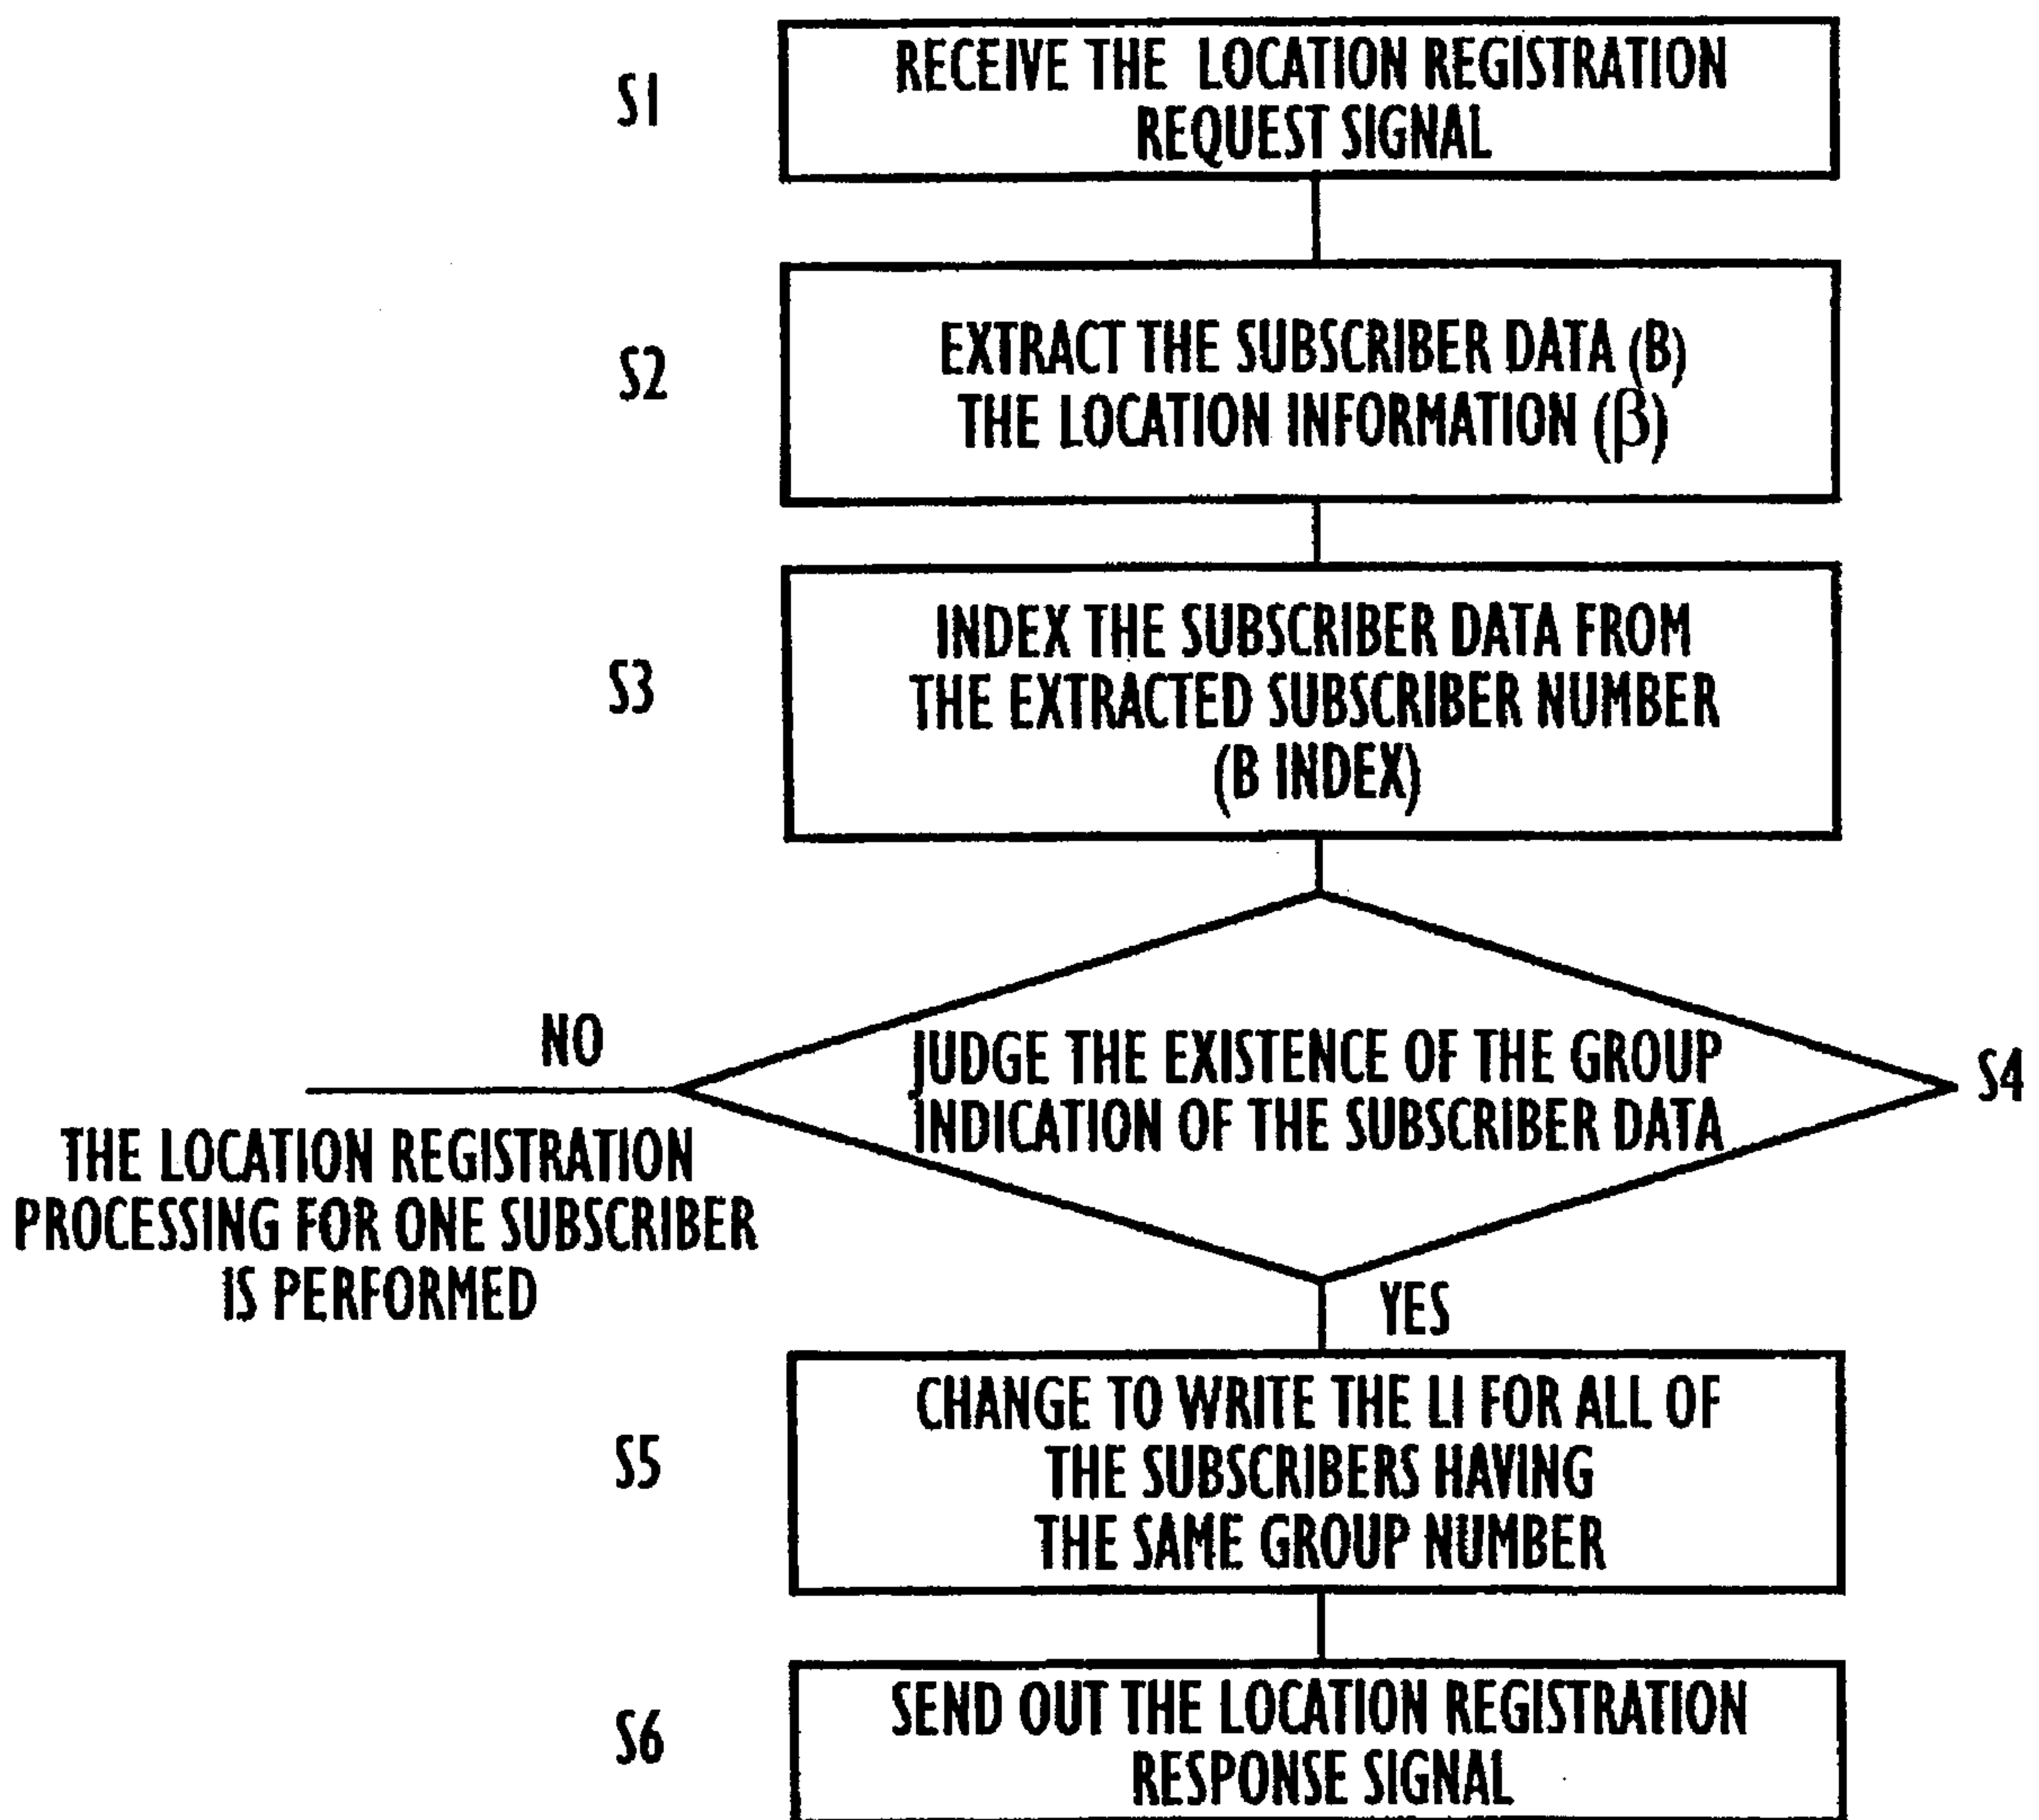 S1
RECEIVE THE LOCATION REGISTRATION
REQUEST SIGNAL
S2
EXTRACT THE SUBSCRIBER DATA (B)
THE LOCATION INFORMATION (β)
S3
INDEX THE SUBSCRIBER DATA FROM
THE EXTRACTED SUBSCRIBER NUMBER
(B INDEX)
JUDGE THE EXISTENCE OF THE GROUP
INDICATION OF THE SUBSCRIBER DATA
S4
NO
THE LOCATION REGISTRATION
PROCESSING FOR ONE SUBSCRIBER
IS PERFORMED
YES
S5
CHANGE TO WRITE THE LI FOR ALL OF
THE SUBSCRIBERS HAVING
THE SAME GROUP NUMBER
S6
SEND OUT THE LOCATION REGISTRATION
RESPONSE SIGNAL